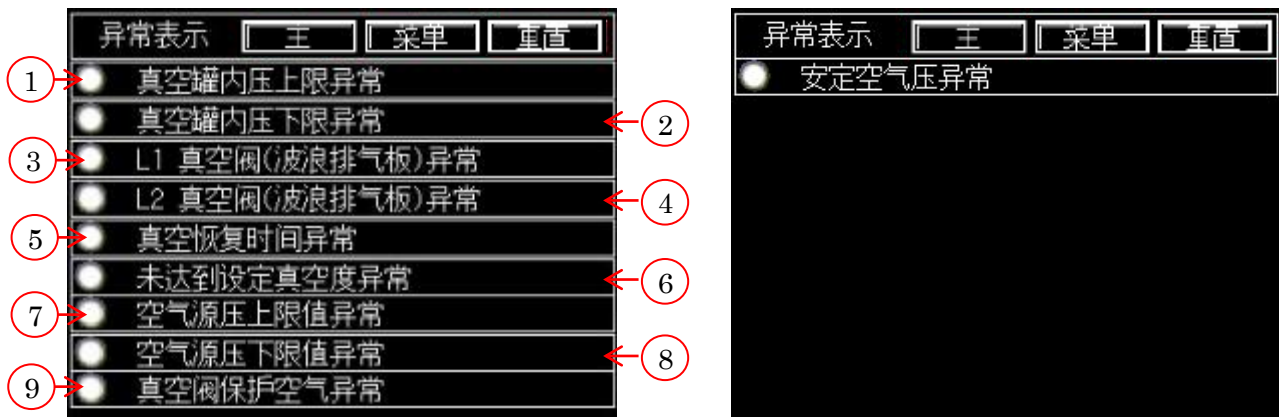 异常表示 主 菜单 重置
1 真空罐内压上限异常
真空罐内压下限异常 2
3 L1 真空阀(波浪排气板)异常
L2 真空阀(波浪排气板)异常 4
5 真空恢复时间异常
未达到设定真空度异常 6
7 空气源压上限值异常
空气源压下限值异常 8
9 真空阀保护空气异常
异常表示 主 菜单 重置
安定空气压异常